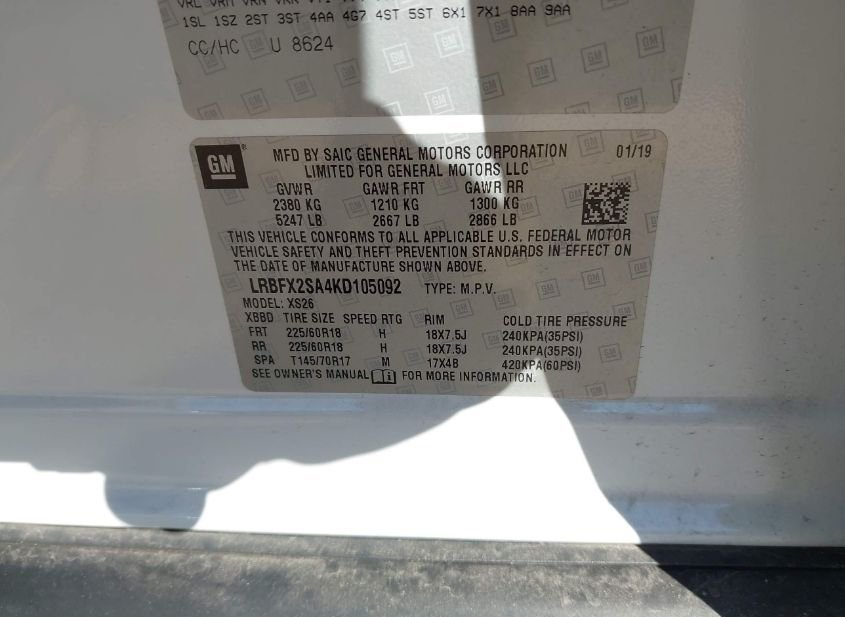 1SL 1SZ 2ST 3ST 4AA 4G7 4ST 5ST 6X1 7X1 8AA 9AA
CC/HC U 8624
GM ® MFD BY SAIC GENERAL MOTORS CORPORATION 01/19
LIMITED FOR GENERAL MOTORS LLC
GVWR GAWR FRT GAWR RR
2380 KG 1210 KG 1300 KG
5247 LB 2667 LB 2866 LB
THIS VEHICLE CONFORMS TO ALL APPLICABLE U.S. FEDERAL MOTOR
VEHICLE SAFETY AND THEFT PREVENTION STANDARDS IN EFFECT ON
THE DATE OF MANUFACTURE SHOWN ABOVE.
LRBFX2SA4KD105092 TYPE: M.P.V.
MODEL: XS26
XBBD TIRE SIZE SPEED RTG RIM COLD TIRE PRESSURE
FRT 225/60R18 H 18X7.5J 240KPA(35PSI)
RR 225/60R18 H 18X7.5J 240KPA(35PSI)
SPA T145/70R17 M 17X4B 420KPA(60PSI)
SEE OWNER'S MANUAL FOR MORE INFORMATION.